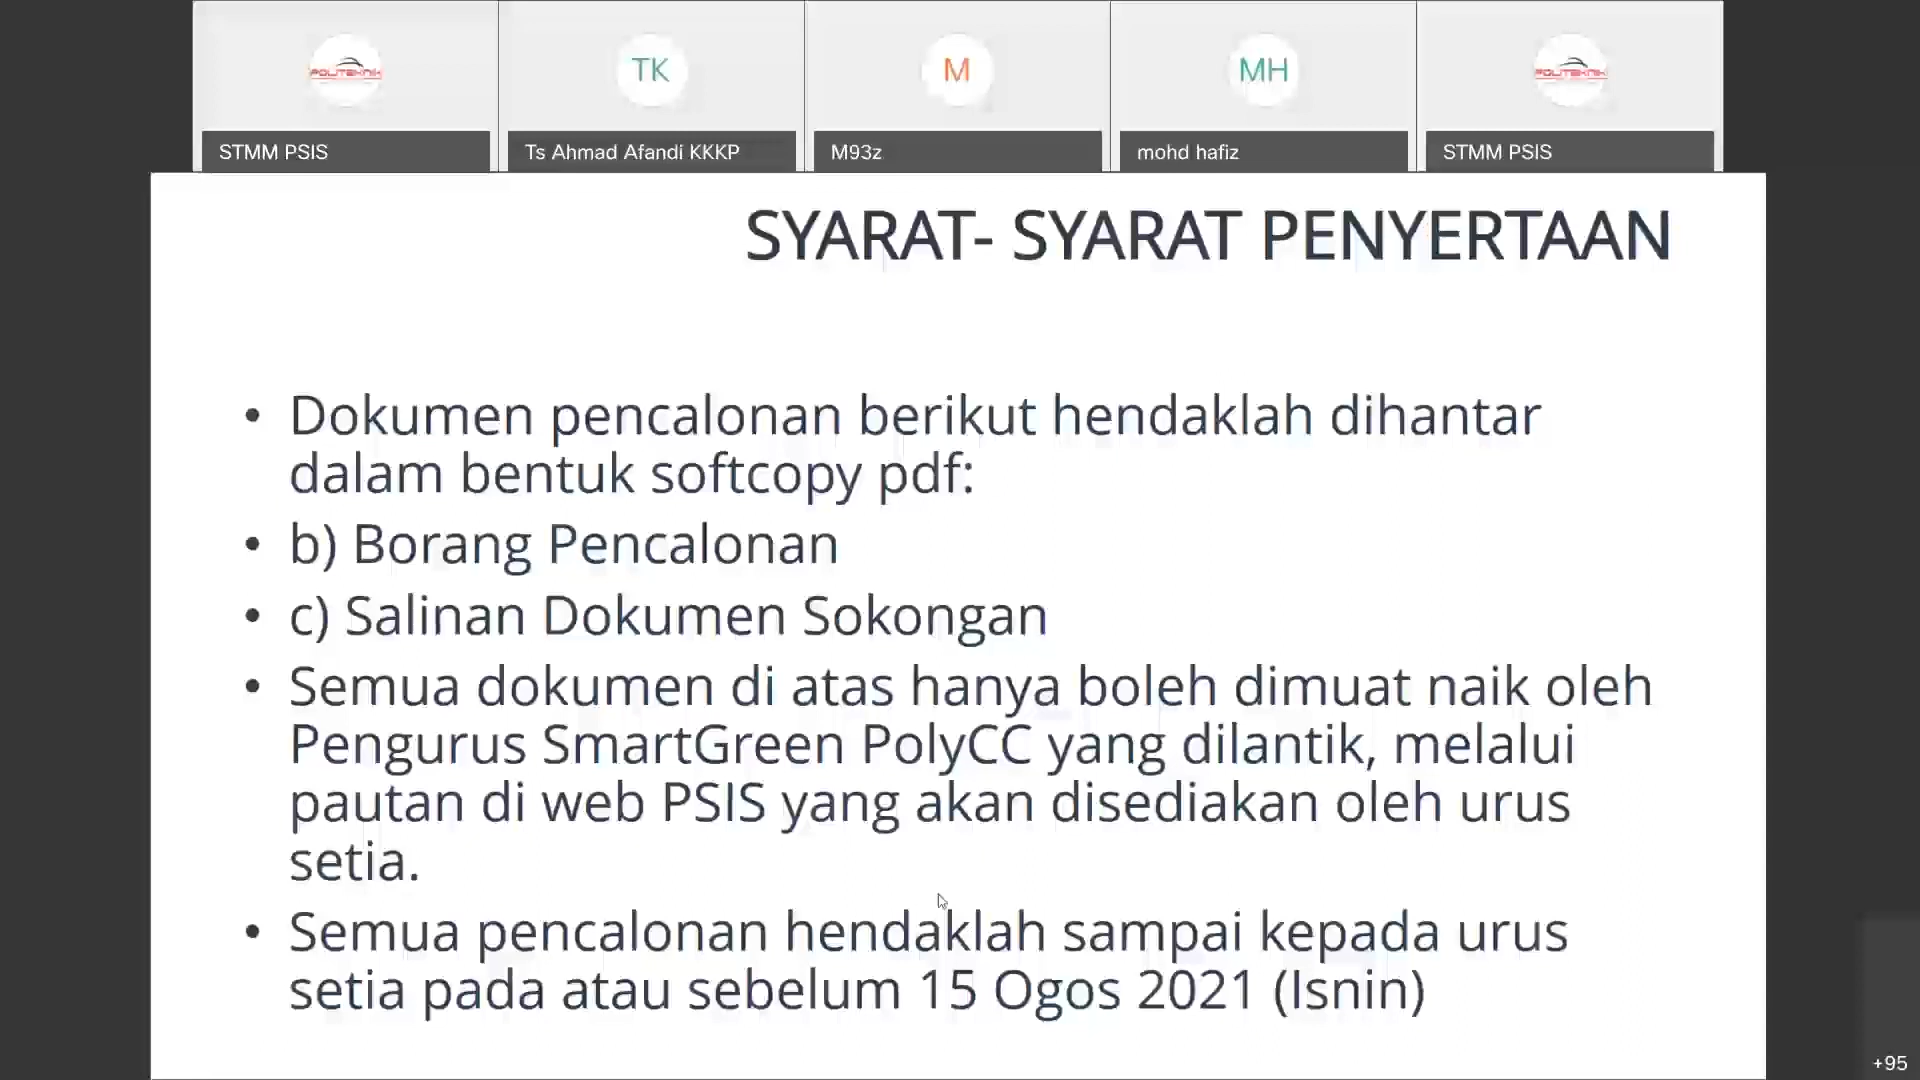 POLITEKNIK
TK
M
MH
POLITEKNIK
STMM PSIS
Ts Ahmad Afandi KKKP
M93z
mohd hafiz
STMM PSIS
SYARAT- SYARAT PENYERTAAN
• Dokumen pencalonan berikut hendaklah dihantar
dalam bentuk softcopy pdf:
• b) Borang Pencalonan
• c) Salinan Dokumen Sokongan
• Semua dokumen di atas hanya boleh dimuat naik oleh
Pengurus SmartGreen PolyCC yang dilantik, melalui
pautan di web PSIS yang akan disediakan oleh urus
setia.
• Semua pencalonan hendaklah sampai kepada urus
setia pada atau sebelum 15 Ogos 2021 (Isnin)
+95